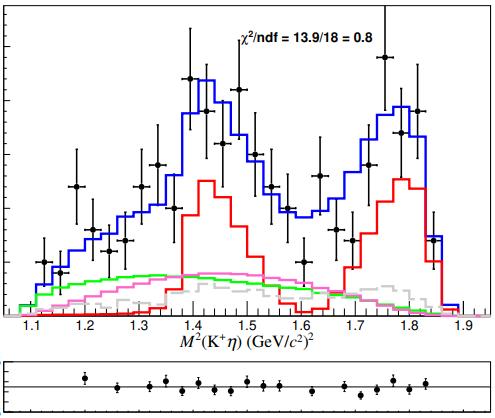 χ²/ndf = 13.9/18 = 0.8
1.1 1.2 1.3 1.4 1.5 1.6 1.7 1.8 1.9
M²(K⁺η) (GeV/c²)²